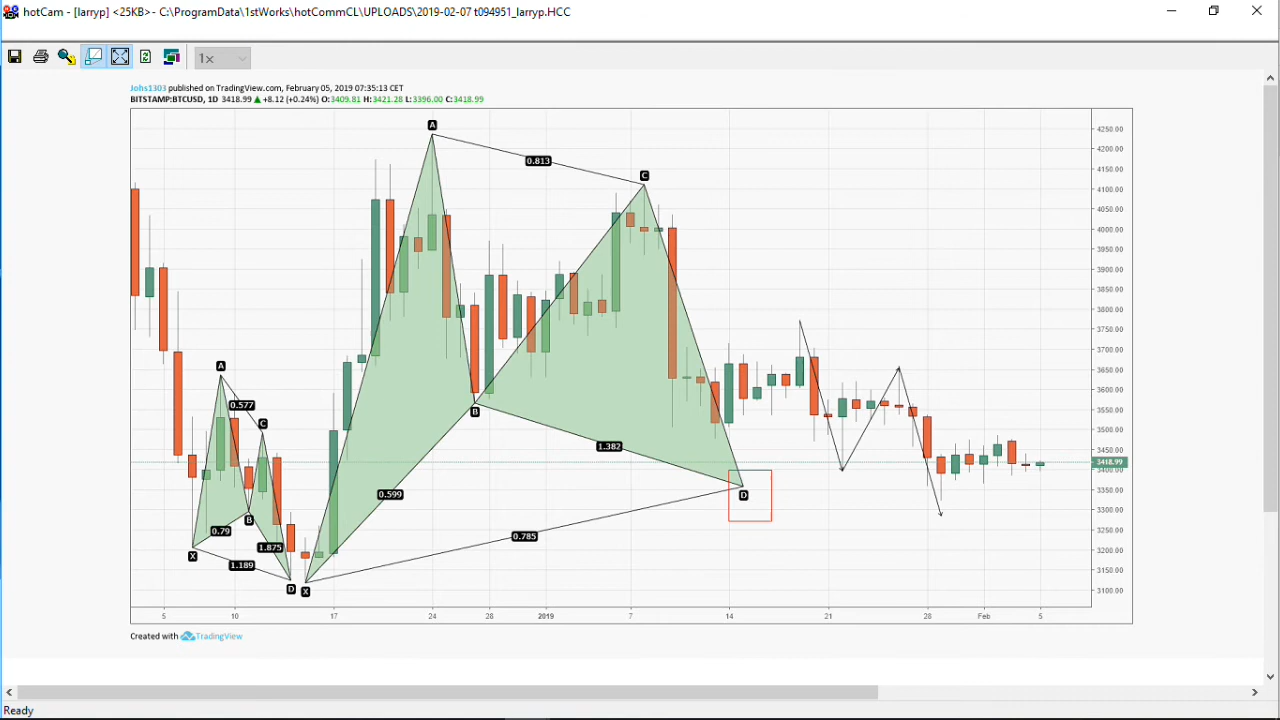 hotCam - [larryp] <25KB>- C:\ProgramData\1stWorks\hotCommCL\UPLOADS\2019-02-07 t094951_larryp.HCC
1x
Johs1303 published on TradingView.com, February 05, 2019 07:35:13 CET
BITSTAMP:BTCUSD, 1D 3418.99 ▲ +8.12 (+0.24%) O:3409.81 H:3421.28 L:3396.00 C:3418.99
A
4250.00
4200.00
0.813
4150.00
C
4100.00
4050.00
4000.00
3950.00
3900.00
3850.00
3800.00
3750.00
3700.00
A
3650.00
3600.00
0.577
B
3550.00
C
3500.00
1.382
3450.00
3418.99
3400.00
0.599
D
3350.00
B
3300.00
0.79
0.785
3250.00
1.875
X
3200.00
1.189
3150.00
D
X
3100.00
5 10 17 24 28 2019 7 14 21 28 Feb 5
Created with TradingView
Ready